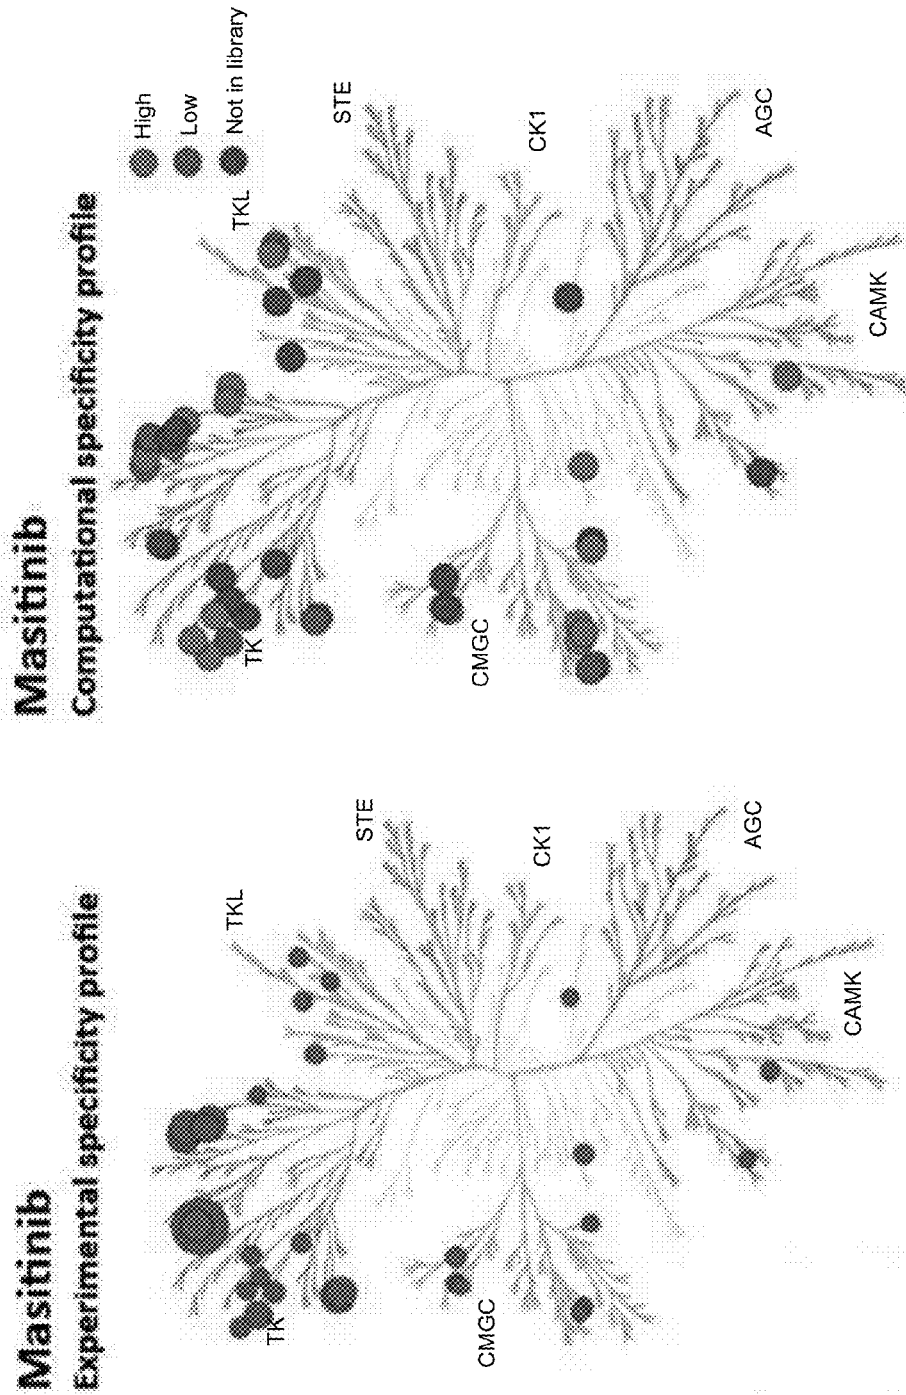 Masitinib
Experimental specificity profile
TKL
STE
CK1
AGC
CAMK
CMGC
TK
Masitinib
Computational specificity profile
High
Low
Not in library
TKL
STE
CK1
AGC
CAMK
CMGC
TK